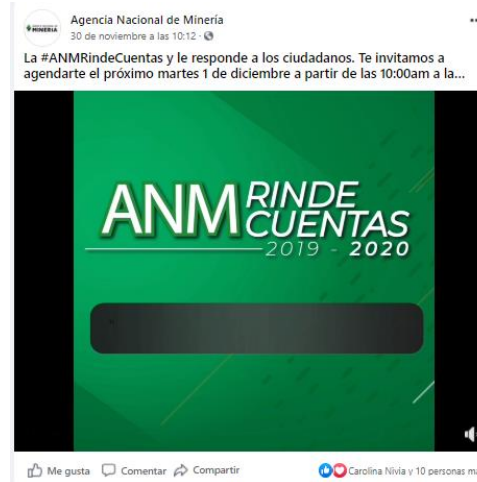 Agencia Nacional de Minería
30 de noviembre a las 10:12
La #ANMRindeCuentas y le responde a los ciudadanos. Te invitamos a
agendarte el próximo martes 1 de diciembre a partir de las 10:00am a la...
MINERÍA
ANM RINDE
CUENTAS
2019 - 2020
Me gusta Comentar Compartir
Carolina Nivia y 10 personas